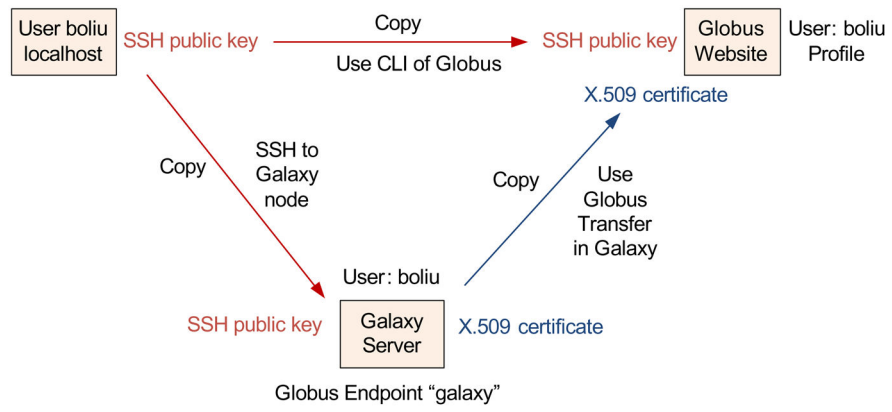 User boliu
localhost
SSH public key
Copy
Use CLI of Globus
SSH public key
Globus
Website
User: boliu
Profile
X.509 certificate
Copy
SSH to
Galaxy
node
Copy
Use
Globus
Transfer
in Galaxy
User: boliu
SSH public key
Galaxy
Server
X.509 certificate
Globus Endpoint “galaxy”